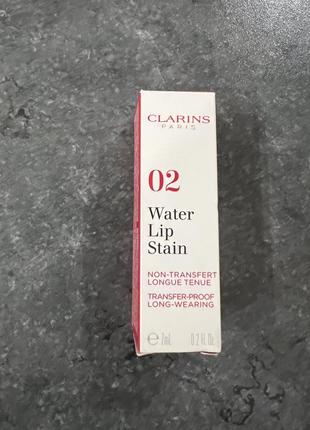 CLARINS
PARIS
02
Water
Lip
Stain
NON-TRANSFERT
LONGUE TENUE
TRANSFER-PROOF
LONG-WEARING
℮ 7ml 0.2 Fl. Oz.